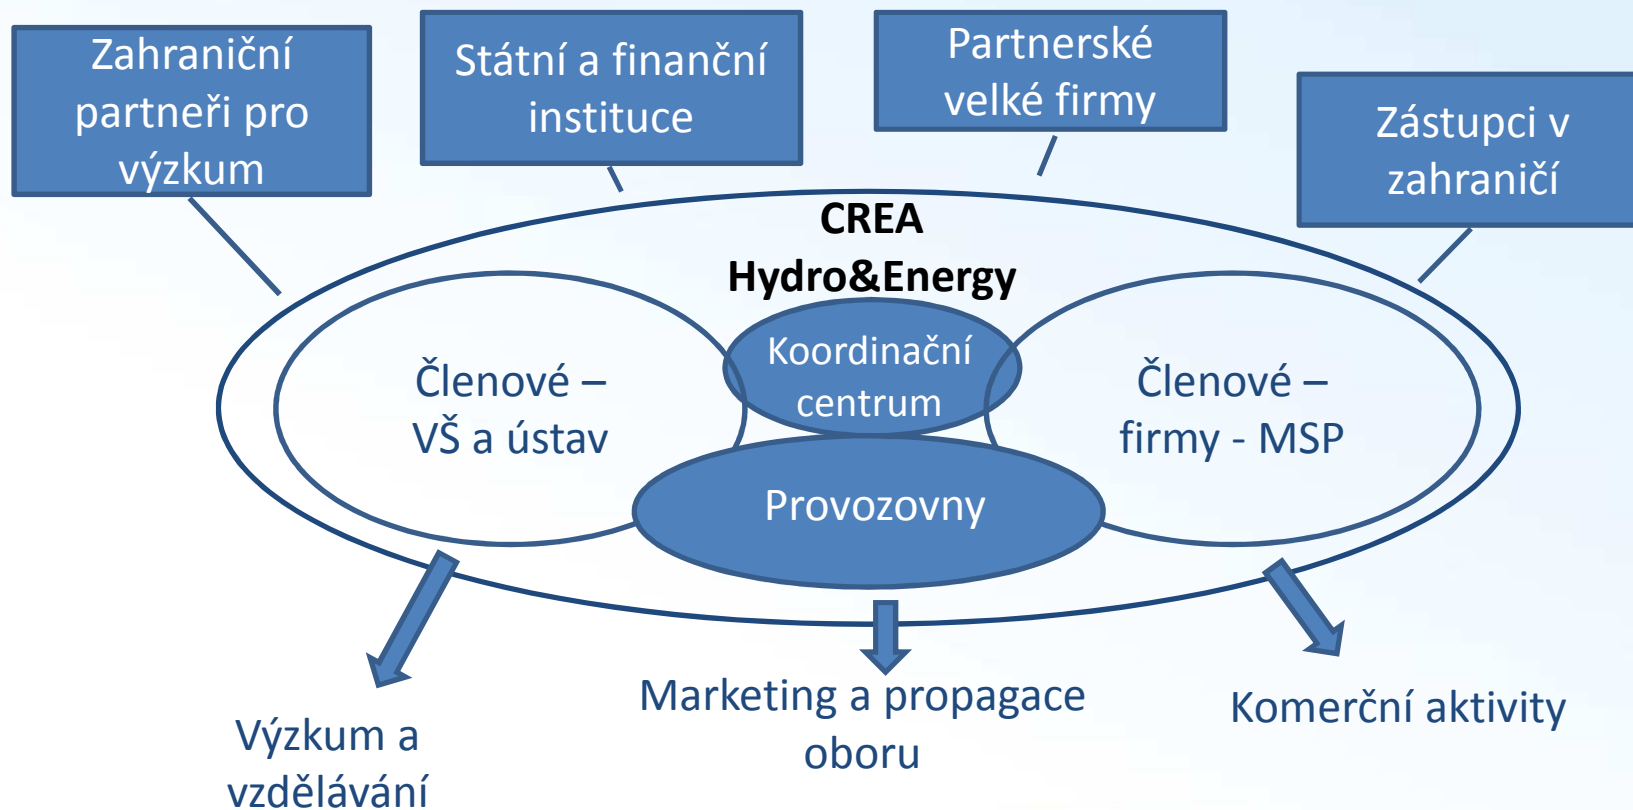 Zahraniční
partneři pro
výzkum
Státní a finanční
instituce
Partnerské
velké firmy
Zástupci v
zahraničí
CREA
Hydro&Energy
Koordinační
centrum
Členové –
VŠ a ústav
Členové –
firmy - MSP
Provozovny
Výzkum a
vzdělávání
Marketing a propagace
oboru
Komerční aktivity